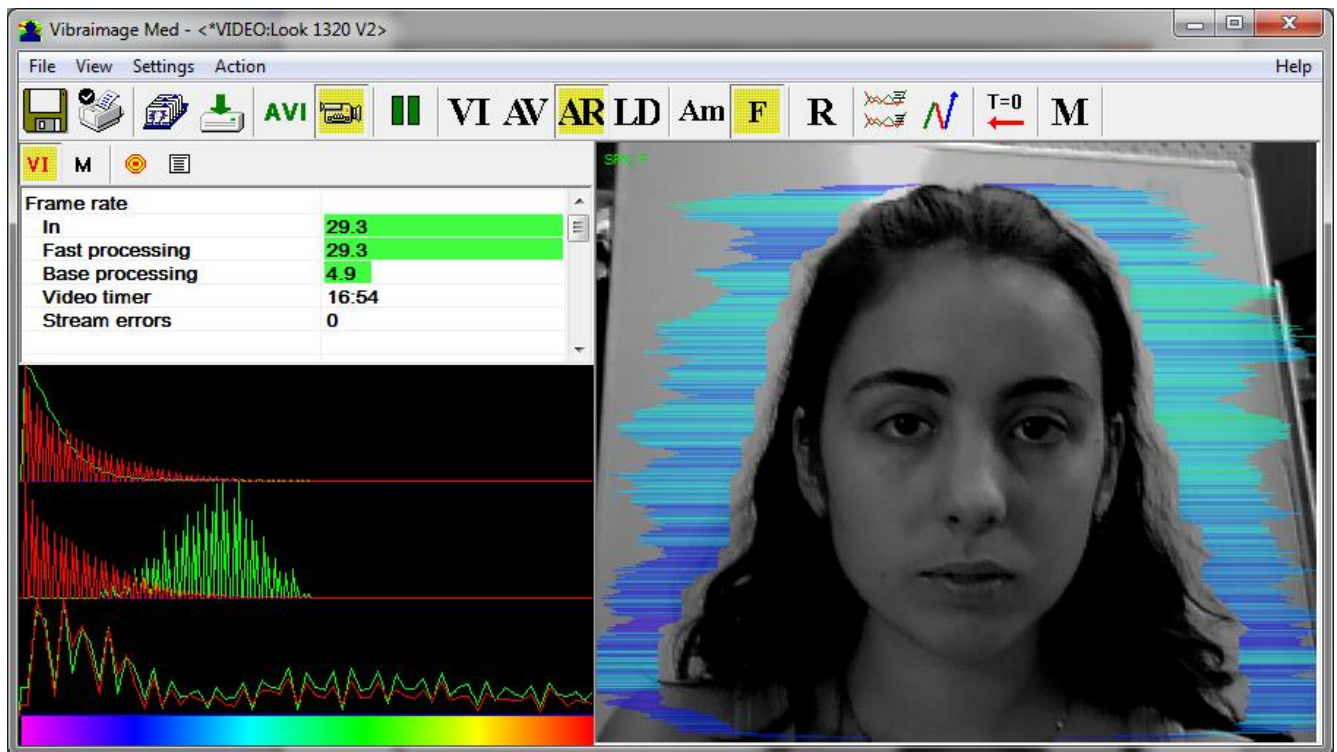 Vibraimage Med - <*VIDEO:Look 1320 V2>
File View Settings Action Help
AVI VI AV AR LD Am F R T=0 M
VI M
Frame rate
In 29.3
Fast processing 29.3
Base processing 4.9
Video timer 16:54
Stream errors 0